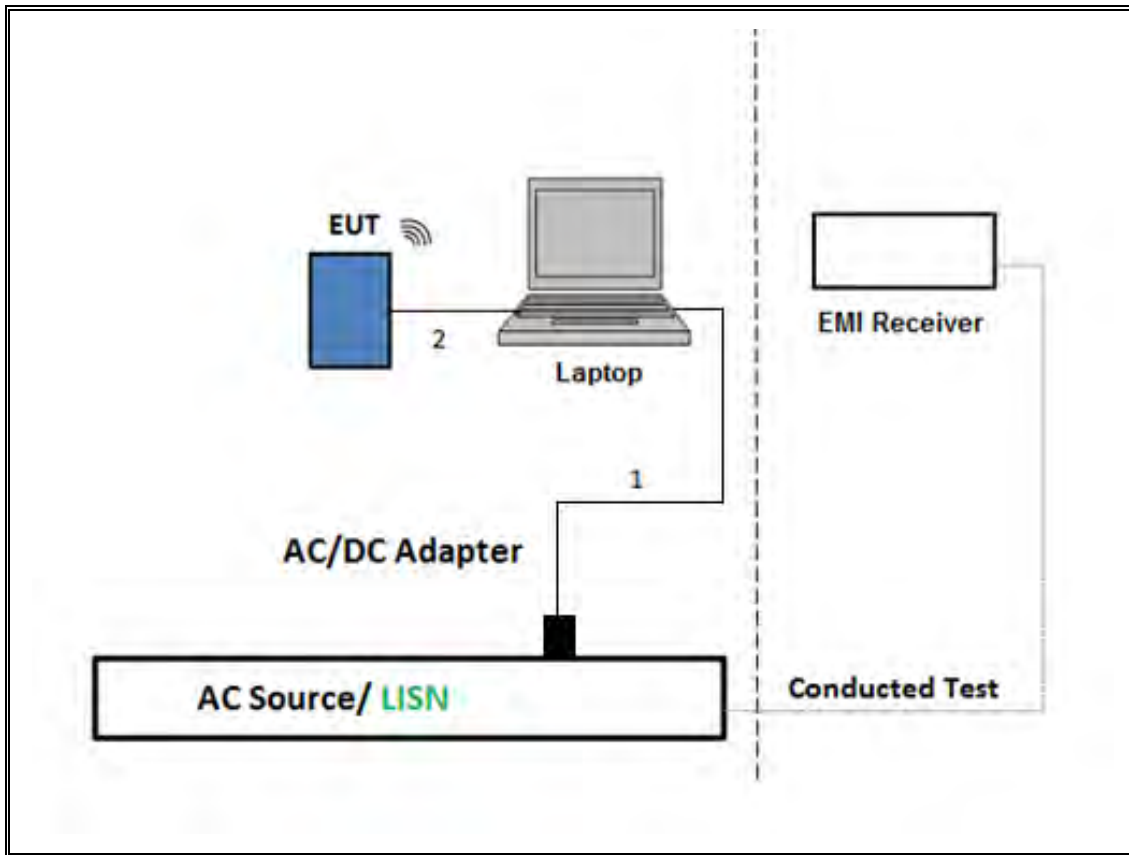 EUT
2
Laptop
EMI Receiver
1
AC/DC Adapter
AC Source/ LISN
Conducted Test